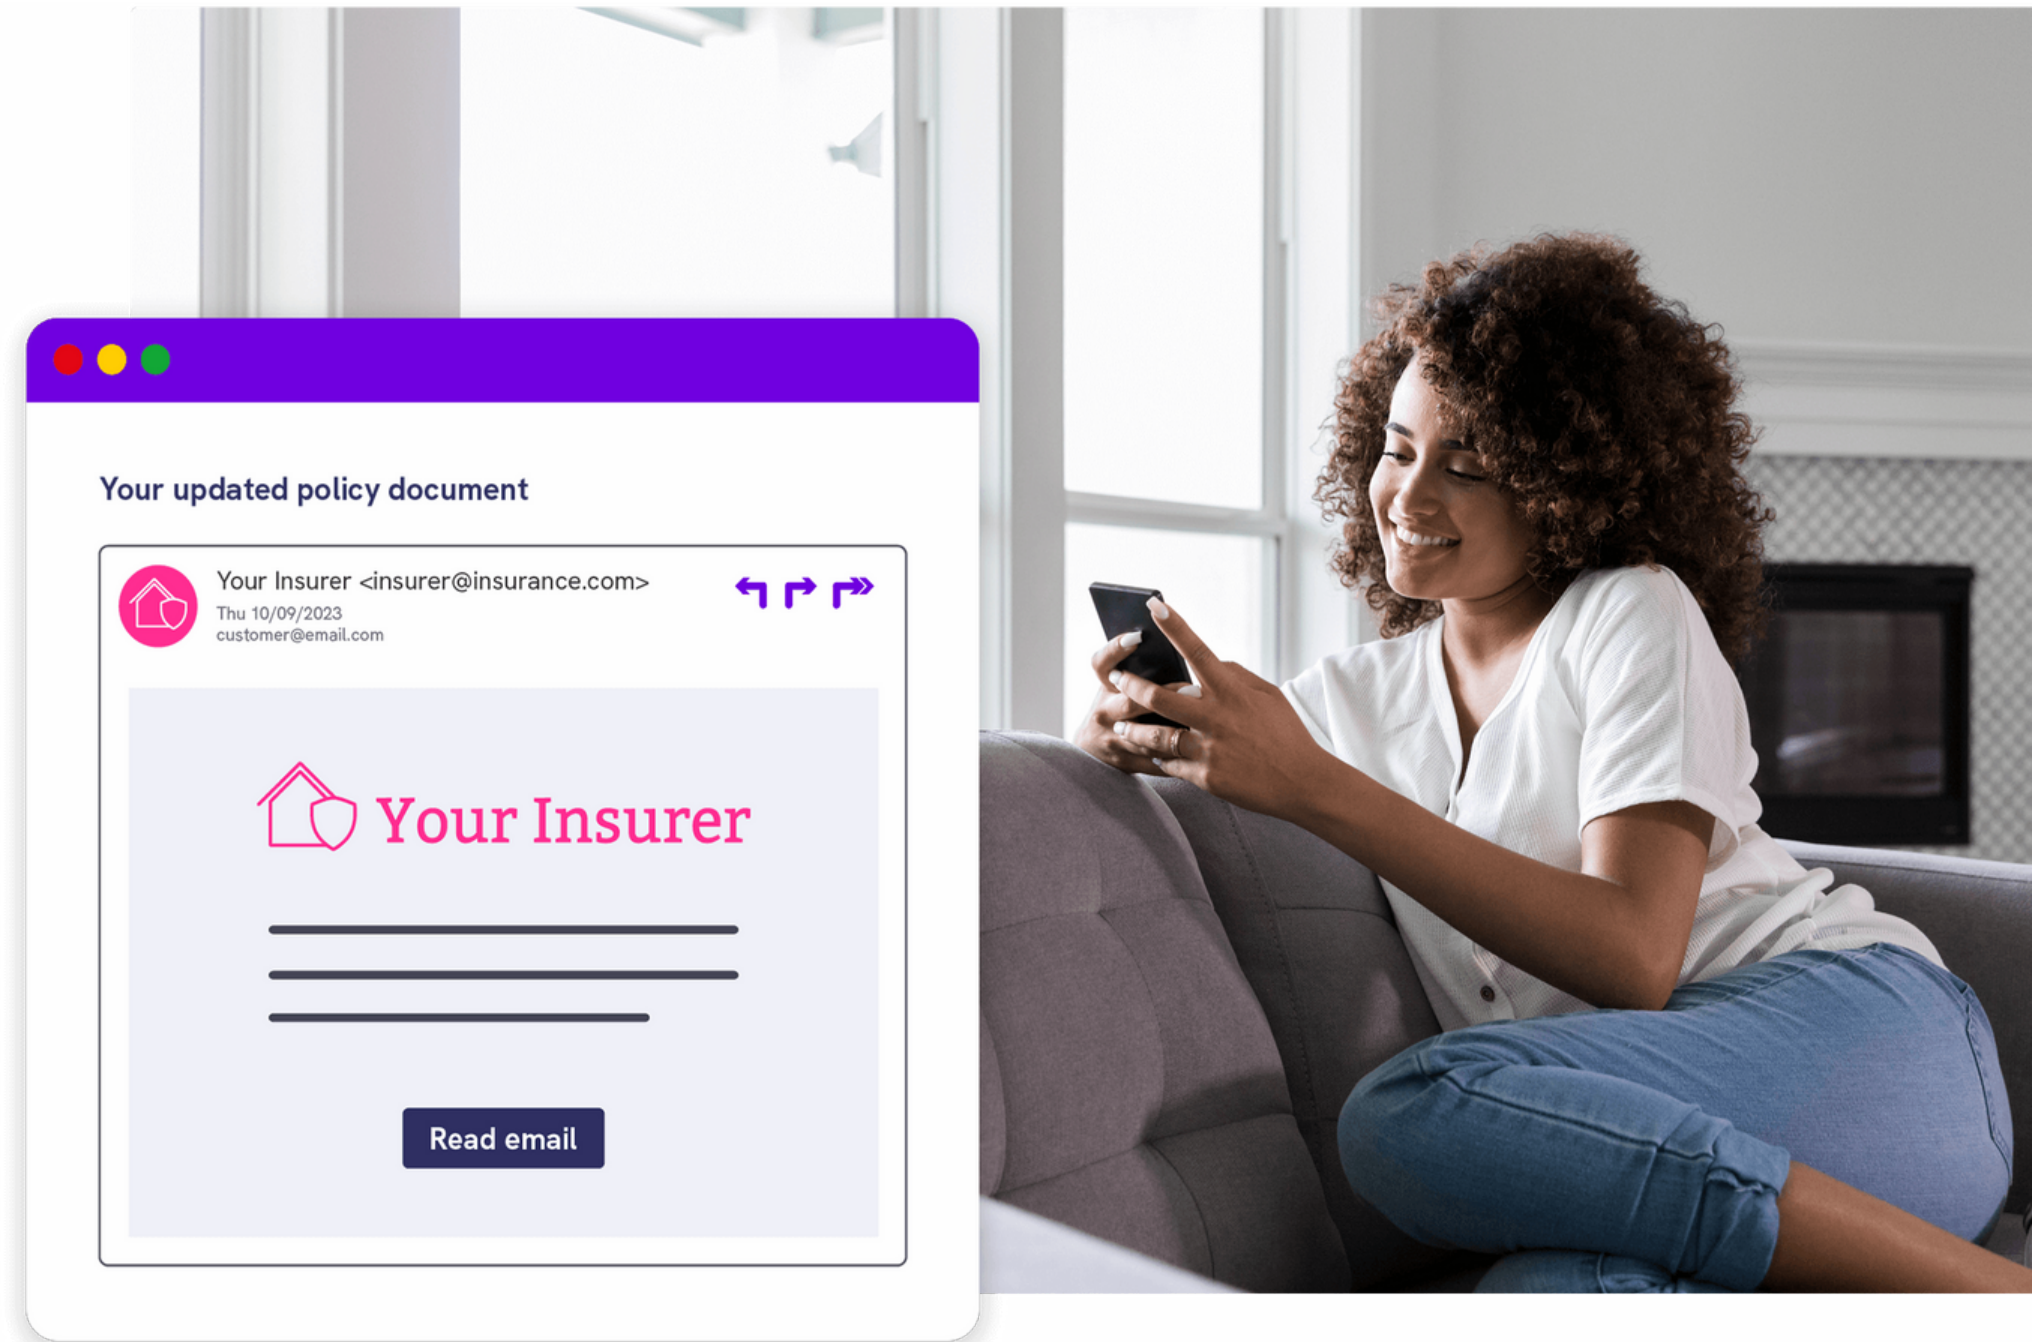 Your updated policy document
Your Insurer <insurer@insurance.com>
Thu 10/09/2023
customer@email.com
Your Insurer
Read email